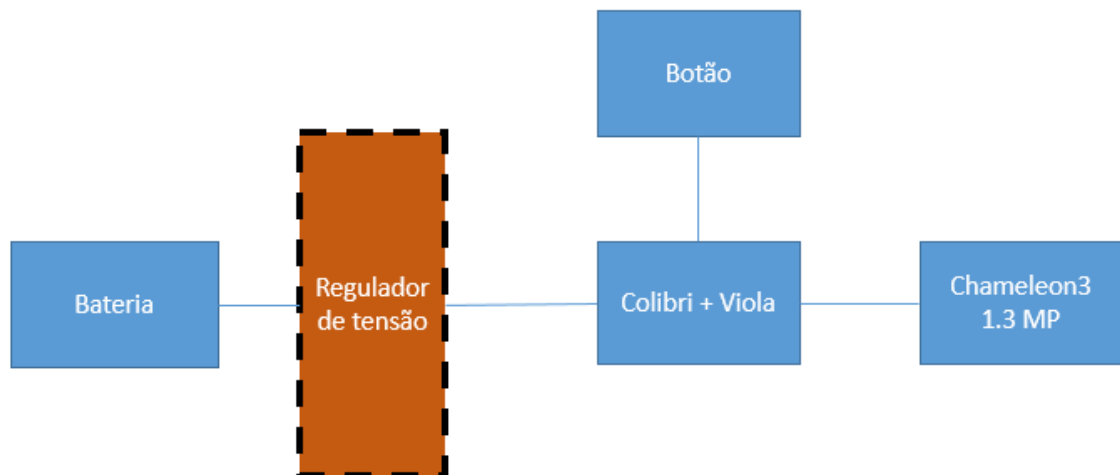 Botão
Bateria
Regulador
de tensão
Colibri + Viola
Chameleon3
1.3 MP